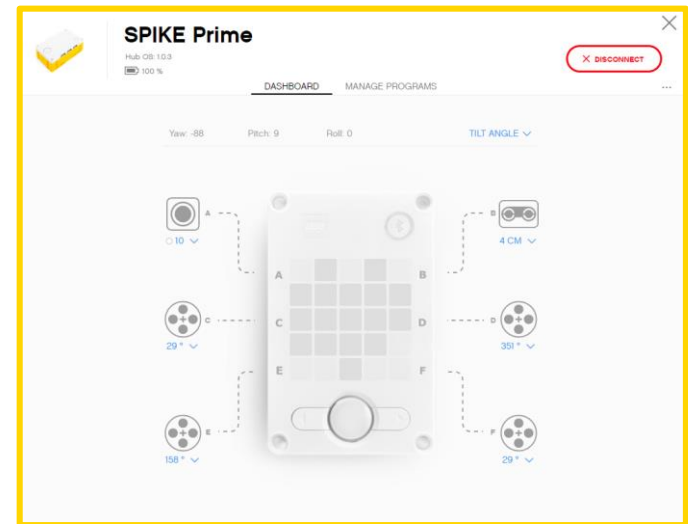 SPIKE Prime
Hub OS: 1.0.3
100 %
× DISCONNECT
DASHBOARD MANAGE PROGRAMS
...
Yaw: -88 Pitch: 9 Roll: 0 TILT ANGLE
A
10
B
4 CM
A B
C
29 °
D
351 °
C D
E
158 °
F
29 °
E F